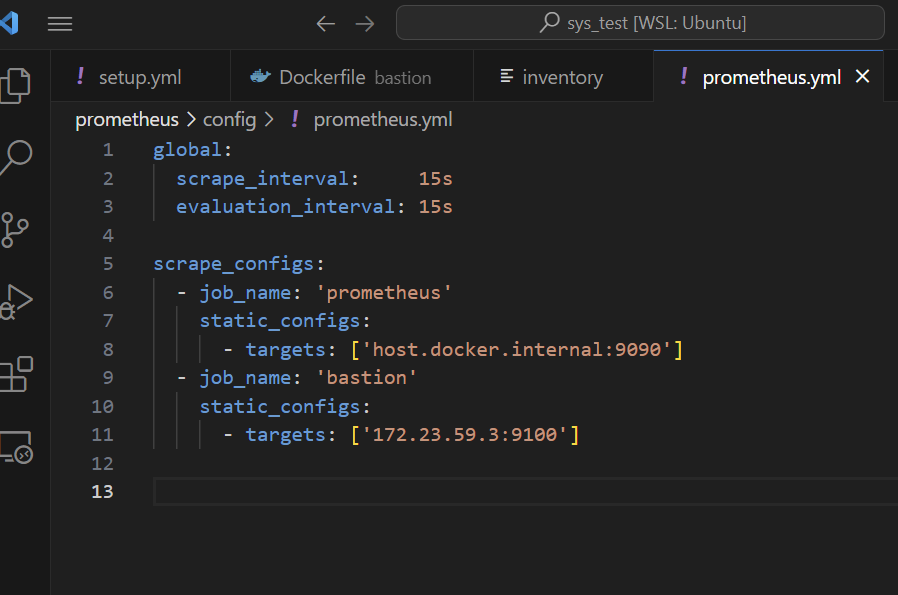 sys_test [WSL: Ubuntu]
! setup.yml Dockerfile bastion inventory ! prometheus.yml
prometheus > config > ! prometheus.yml
1 global:
2   scrape_interval:     15s
3   evaluation_interval: 15s
4
5 scrape_configs:
6   - job_name: 'prometheus'
7     static_configs:
8       - targets: ['host.docker.internal:9090']
9   - job_name: 'bastion'
10     static_configs:
11       - targets: ['172.23.59.3:9100']
12
13